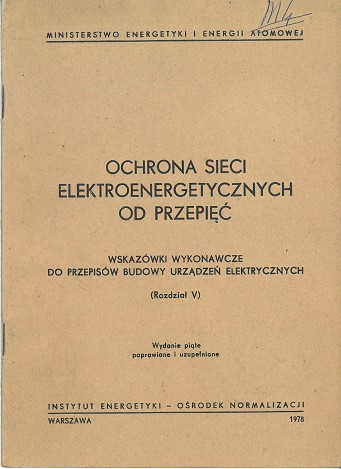 MINISTERSTWO ENERGETYKI I ENERGII ATOMOWEJ
OCHRONA SIECI
ELEKTROENERGETYCZNYCH
OD PRZEPIĘĆ
WSKAZÓWKI WYKONAWCZE
DO PRZEPISÓW BUDOWY URZĄDZEŃ ELEKTRYCZNYCH
(Rozdział V)
Wydanie piąte
poprawione i uzupełnione
INSTYTUT ENERGETYKI – OŚRODEK NORMALIZACJI
WARSZAWA 1978